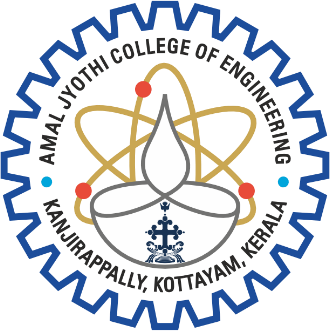 AMAL JYOTHI COLLEGE OF ENGINEERING
KANJIRAPPALLY, KOTTAYAM, KERALA